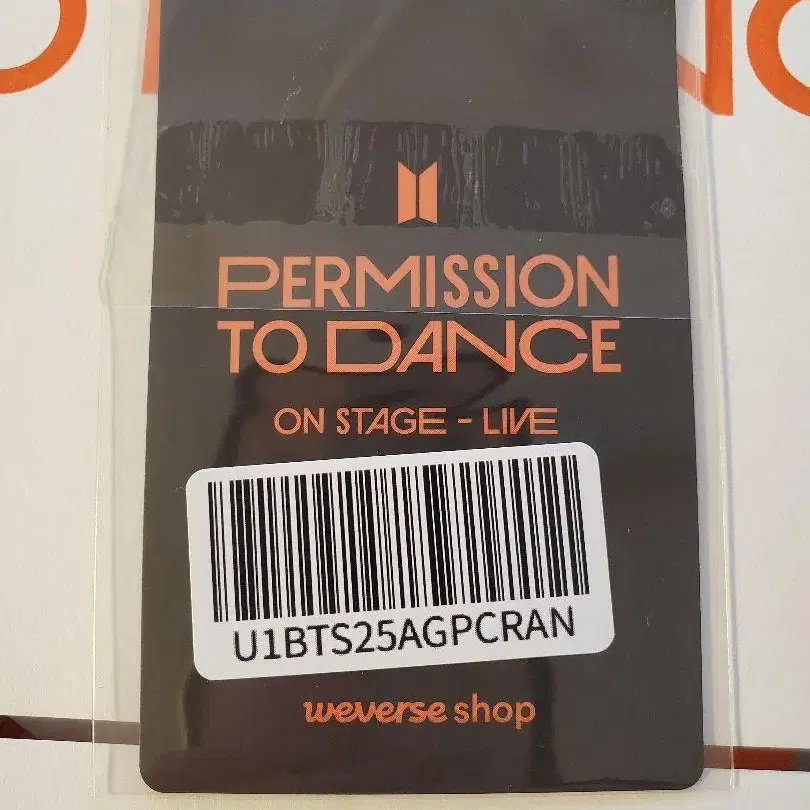 PERMISSION
TO DANCE
ON STAGE - LIVE
U1BTS25AGPCRAN
weverse shop